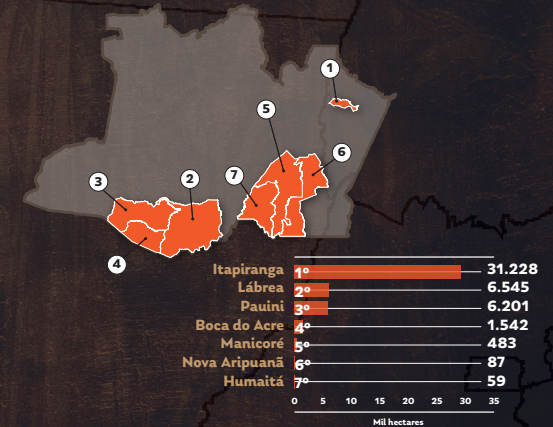 1
5
6
2
7
3
4
Itapiranga 1º 31.228
Lábrea 2º 6.545
Pauini 3º 6.201
Boca do Acre 4º 1.542
Manicoré 5º 483
Nova Aripuanã 6º 87
Humaitá 7º 59
0 5 10 15 20 25 30 35
Mil hectares